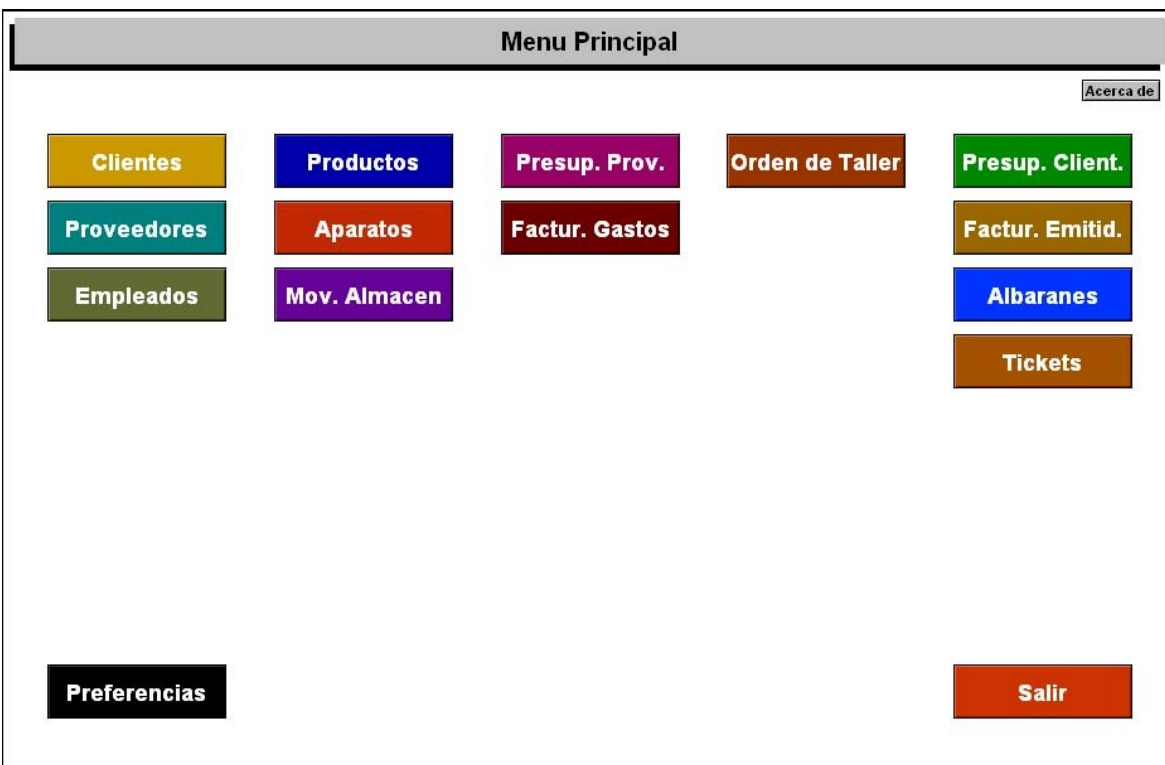 Menu Principal
Acerca de
Clientes
Productos
Presup. Prov.
Orden de Taller
Presup. Client.
Proveedores
Aparatos
Factur. Gastos
Factur. Emitid.
Empleados
Mov. Almacen
Albaranes
Tickets
Preferencias
Salir